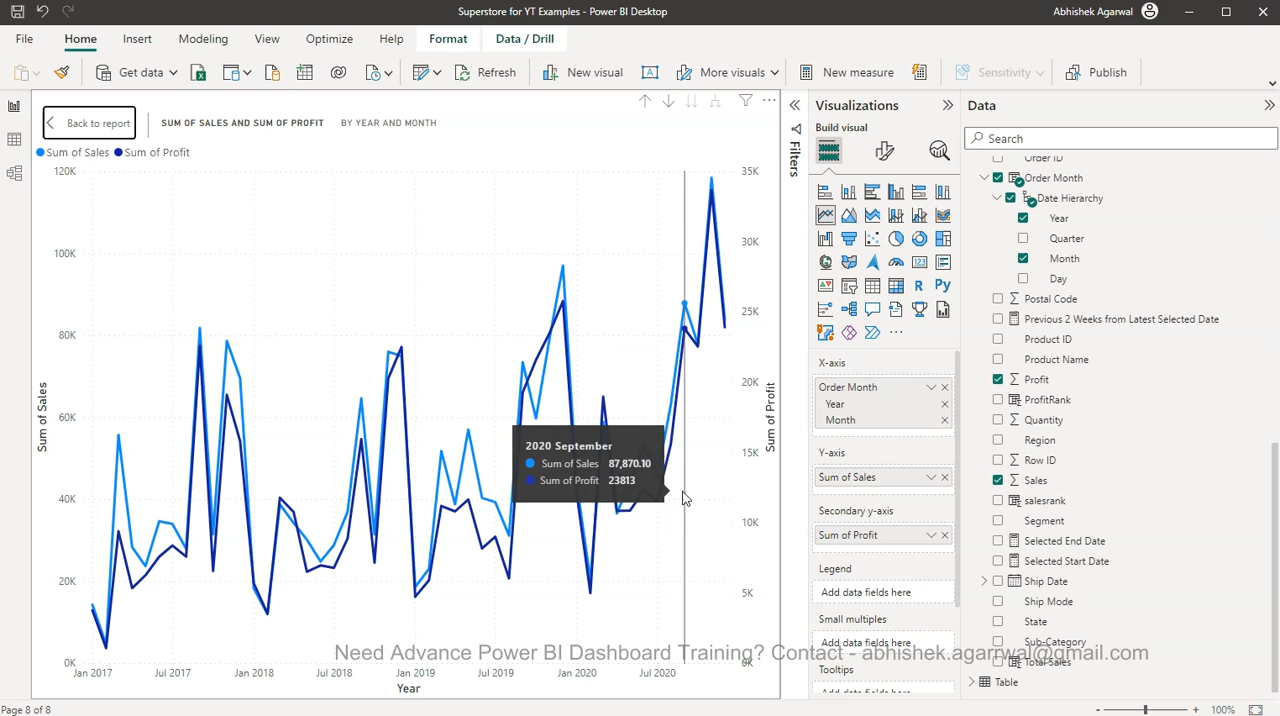 Superstore for YT Examples - Power BI Desktop
Abhishek Agarwal
File Home Insert Modeling View Optimize Help Format Data / Drill
Get data Refresh New visual A More visuals New measure Sensitivity Publish
Back to report
SUM OF SALES AND SUM OF PROFIT BY YEAR AND MONTH
Sum of Sales Sum of Profit
120K
100K
80K
60K
40K
20K
0K
Sum of Sales
35K
30K
25K
20K
15K
10K
5K
0K
Sum of Profit
Jan 2017 Jul 2017 Jan 2018 Jul 2018 Jan 2019 Jul 2019 Jan 2020 Jul 2020
Year
2020 September
Sum of Sales 87,870.10
Sum of Profit 23813
Filters
Visualizations
Build visual
123
R Py
X-axis
Order Month
Year
Month
Y-axis
Sum of Sales
Secondary y-axis
Sum of Profit
Legend
Add data fields here
Small multiples
Add data fields here
Tooltips
Add data fields here
Data
Search
Order ID
Order Month
Date Hierarchy
Year
Quarter
Month
Day
Postal Code
Previous 2 Weeks from Latest Selected Date
Product ID
Product Name
Profit
ProfitRank
Quantity
Region
Row ID
Sales
salesrank
Segment
Selected End Date
Selected Start Date
Ship Date
Ship Mode
State
Sub-Category
Total Sales
Table
Need Advance Power BI Dashboard Training? Contact - abhishek.agarrwal@gmail.com
Page 8 of 8
100%